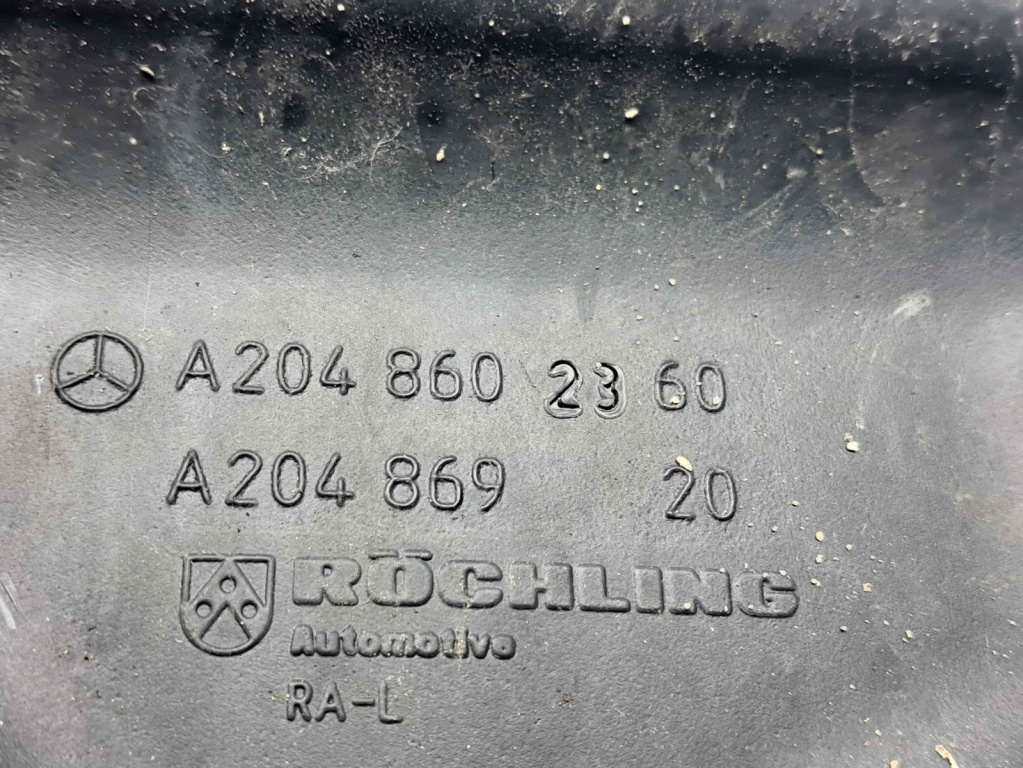 A204 860 23 60
A204 869 20
RÖCHLING
Automotive
RA-L